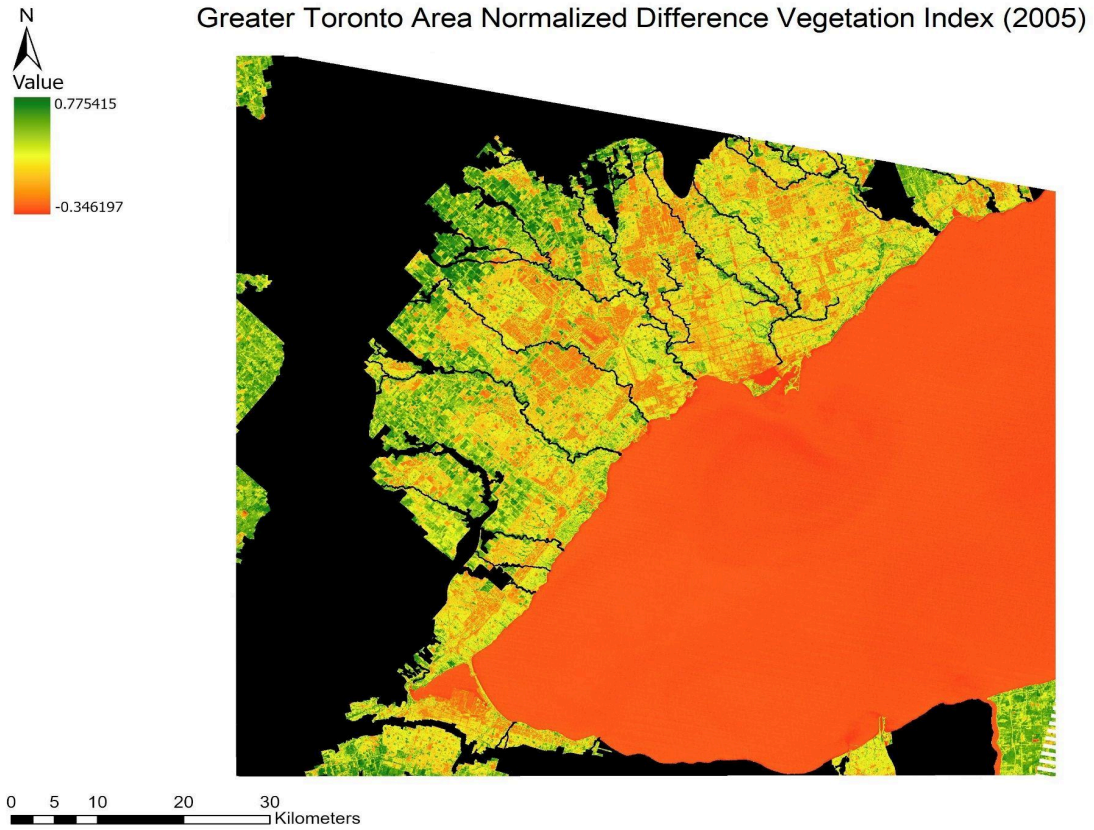 Greater Toronto Area Normalized Difference Vegetation Index (2005)
N
Value
0.775415
-0.346197
0 5 10 20 30
Kilometers